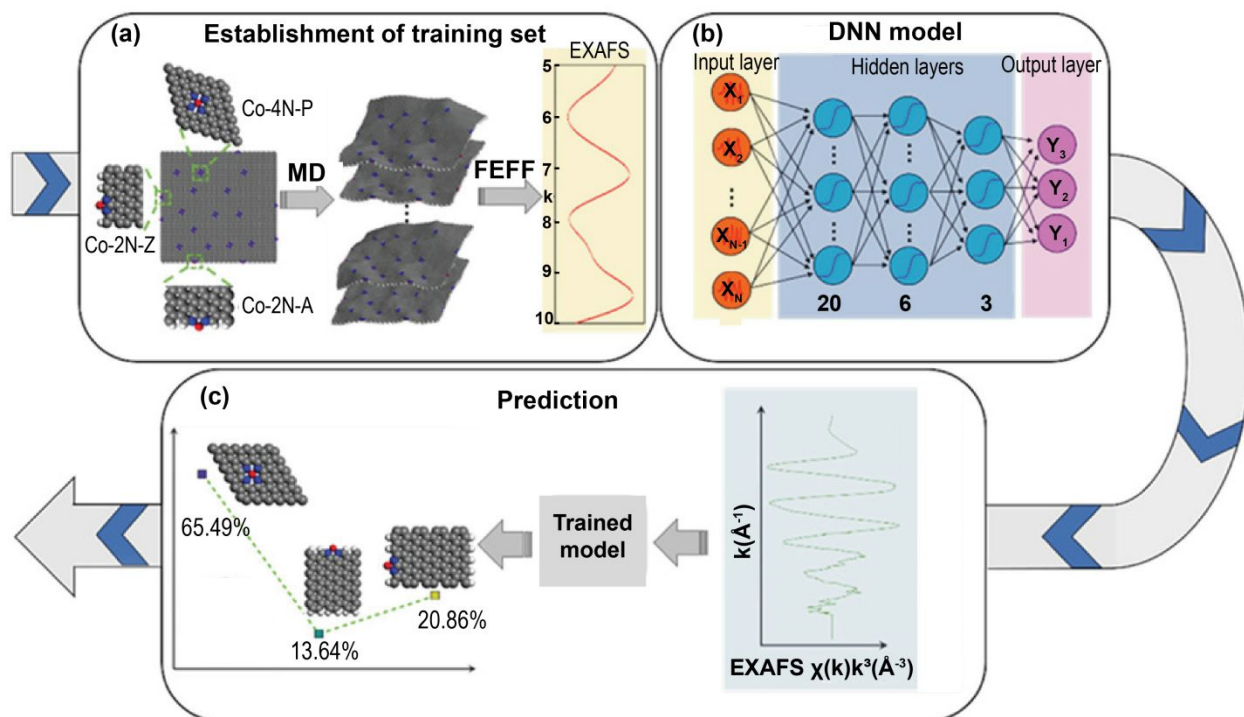 (a)
Establishment of training set
EXAFS
Co-4N-P
Co-2N-Z
Co-2N-A
MD
FEFF
5
6
7
k
8
9
10
(b)
DNN model
Input layer
Hidden layers
Output layer
X1
X2
XN-1
XN
20
6
3
Y3
Y2
Y1
(c)
Prediction
65.49%
13.64%
20.86%
Trained
model
k(Å⁻¹)
EXAFS χ(k)k³(Å⁻³)